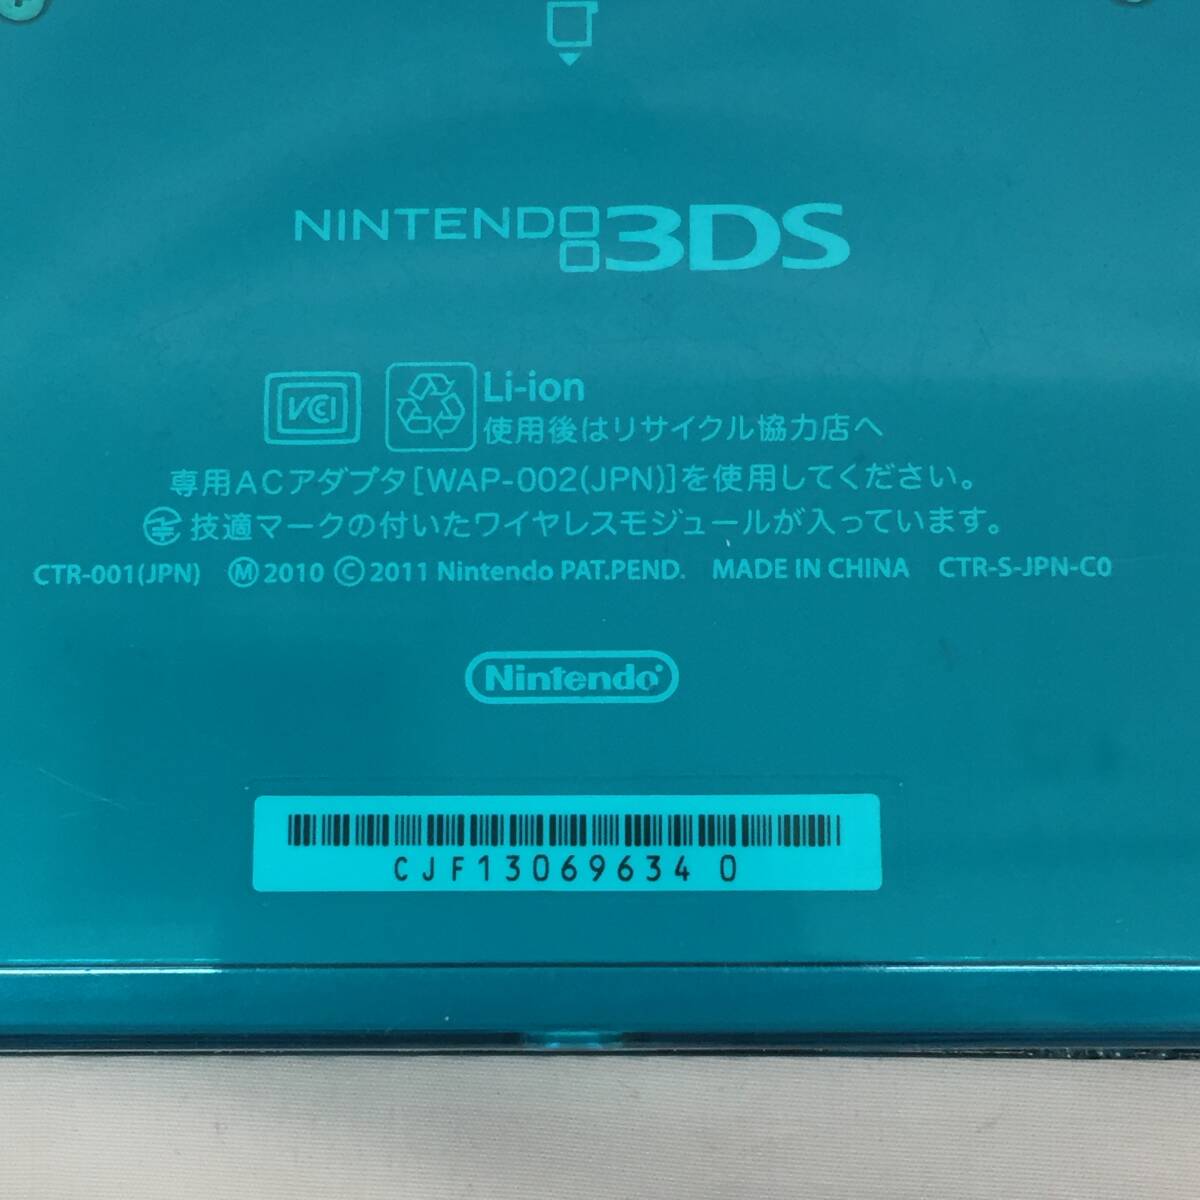 NINTENDO 3DS
VCCI
Li-ion
使用後はリサイクル協力店へ
専用ACアダプタ[WAP-002(JPN)]を使用してください。
技適マークの付いたワイヤレスモジュールが入っています。
CTR-001(JPN) Ⓜ2010 ©2011 Nintendo PAT.PEND. MADE IN CHINA CTR-S-JPN-C0
Nintendo®
CJF13069634 0